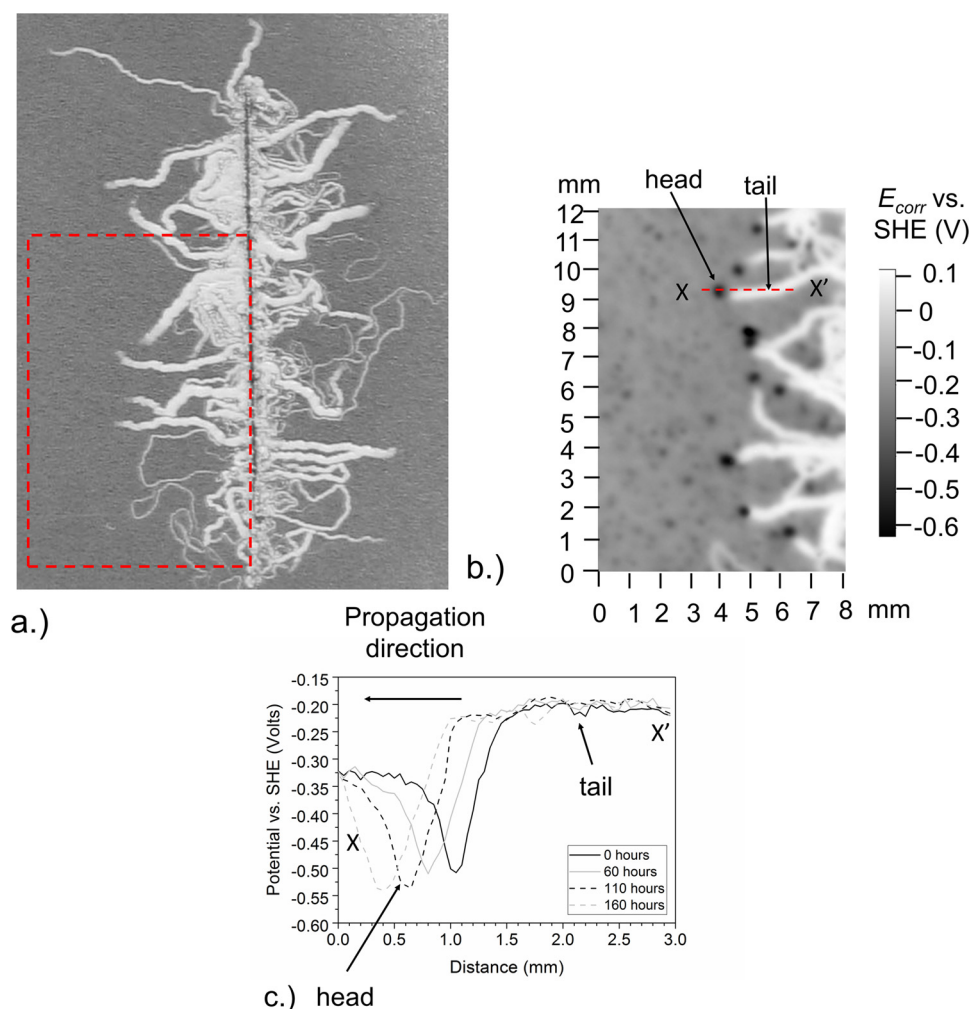 a.)
b.)
mm
12
11
10
9
8
7
6
5
4
3
2
1
0
0 1 2 3 4 5 6 7 8 mm
head
tail
X X'
E_corr vs.
SHE (V)
0.1
0
-0.1
-0.2
-0.3
-0.4
-0.5
-0.6
Propagation
direction
Potential vs. SHE (Volts)
-0.15
-0.20
-0.25
-0.30
-0.35
-0.40
-0.45
-0.50
-0.55
-0.60
X
X'
tail
0 hours
60 hours
110 hours
160 hours
0.0 0.5 1.0 1.5 2.0 2.5 3.0
Distance (mm)
c.) head